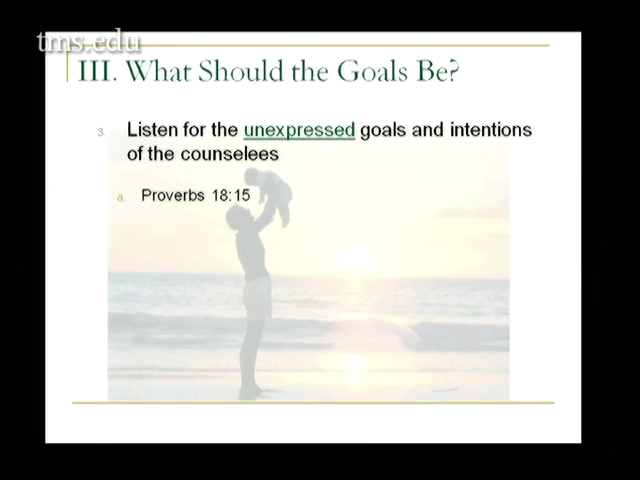 tms.edu
III. What Should the Goals Be?
3. Listen for the unexpressed goals and intentions
of the counselees
a. Proverbs 18:15